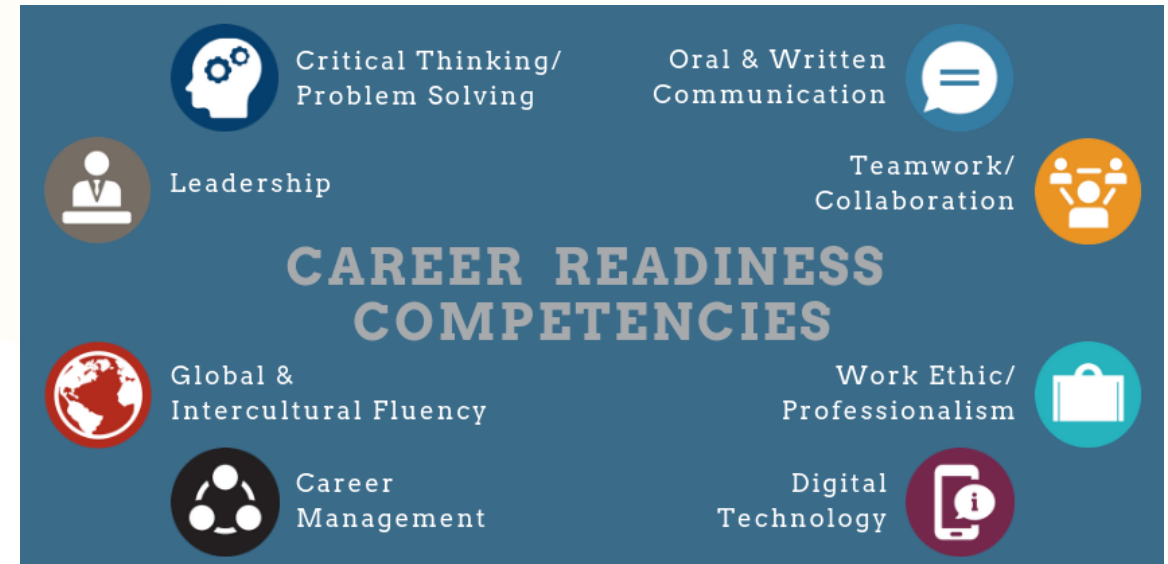 Critical Thinking/
Problem Solving
Oral & Written
Communication
Leadership
Teamwork/
Collaboration
CAREER READINESS
COMPETENCIES
Global &
Intercultural Fluency
Work Ethic/
Professionalism
Career
Management
Digital
Technology
i